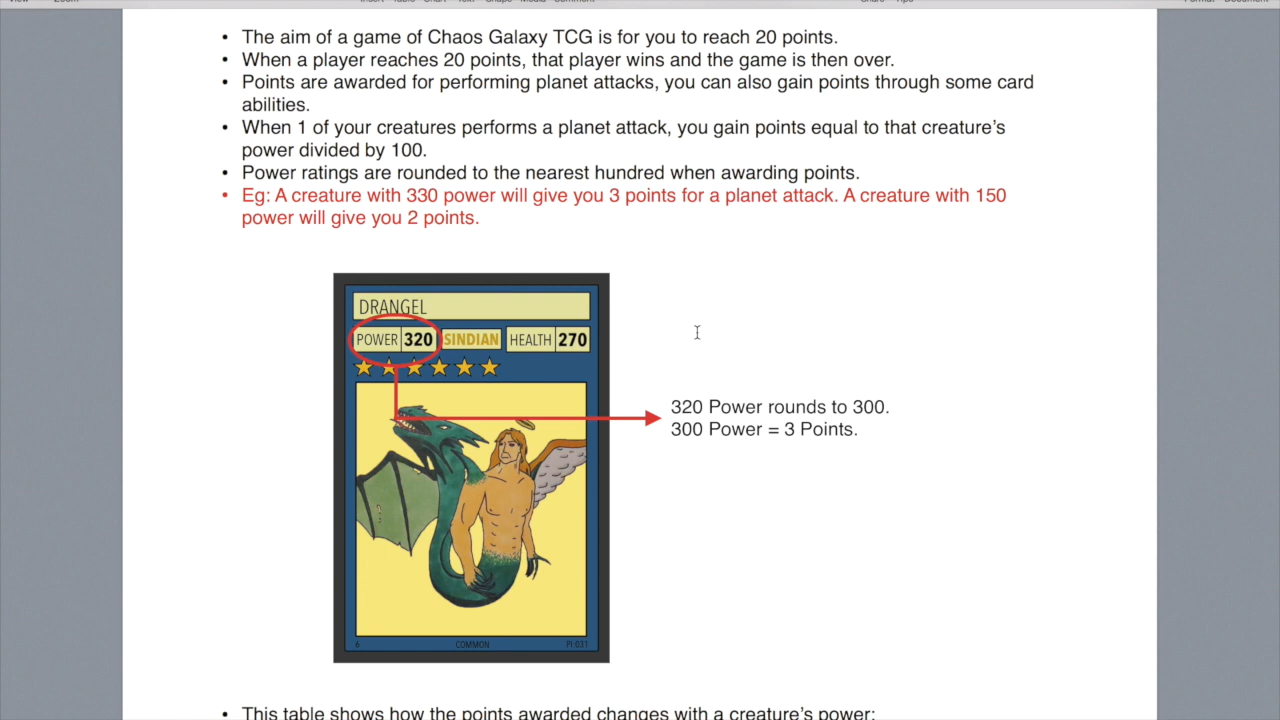 • The aim of a game of Chaos Galaxy TCG is for you to reach 20 points.
• When a player reaches 20 points, that player wins and the game is then over.
• Points are awarded for performing planet attacks, you can also gain points through some card
abilities.
• When 1 of your creatures performs a planet attack, you gain points equal to that creature's
power divided by 100.
• Power ratings are rounded to the nearest hundred when awarding points.
• Eg: A creature with 330 power will give you 3 points for a planet attack. A creature with 150
power will give you 2 points.
DRANGEL
POWER 320 SINDIAN HEALTH 270
320 Power rounds to 300.
300 Power = 3 Points.
6 COMMON
• This table shows how the points awarded changes with a creature's power: